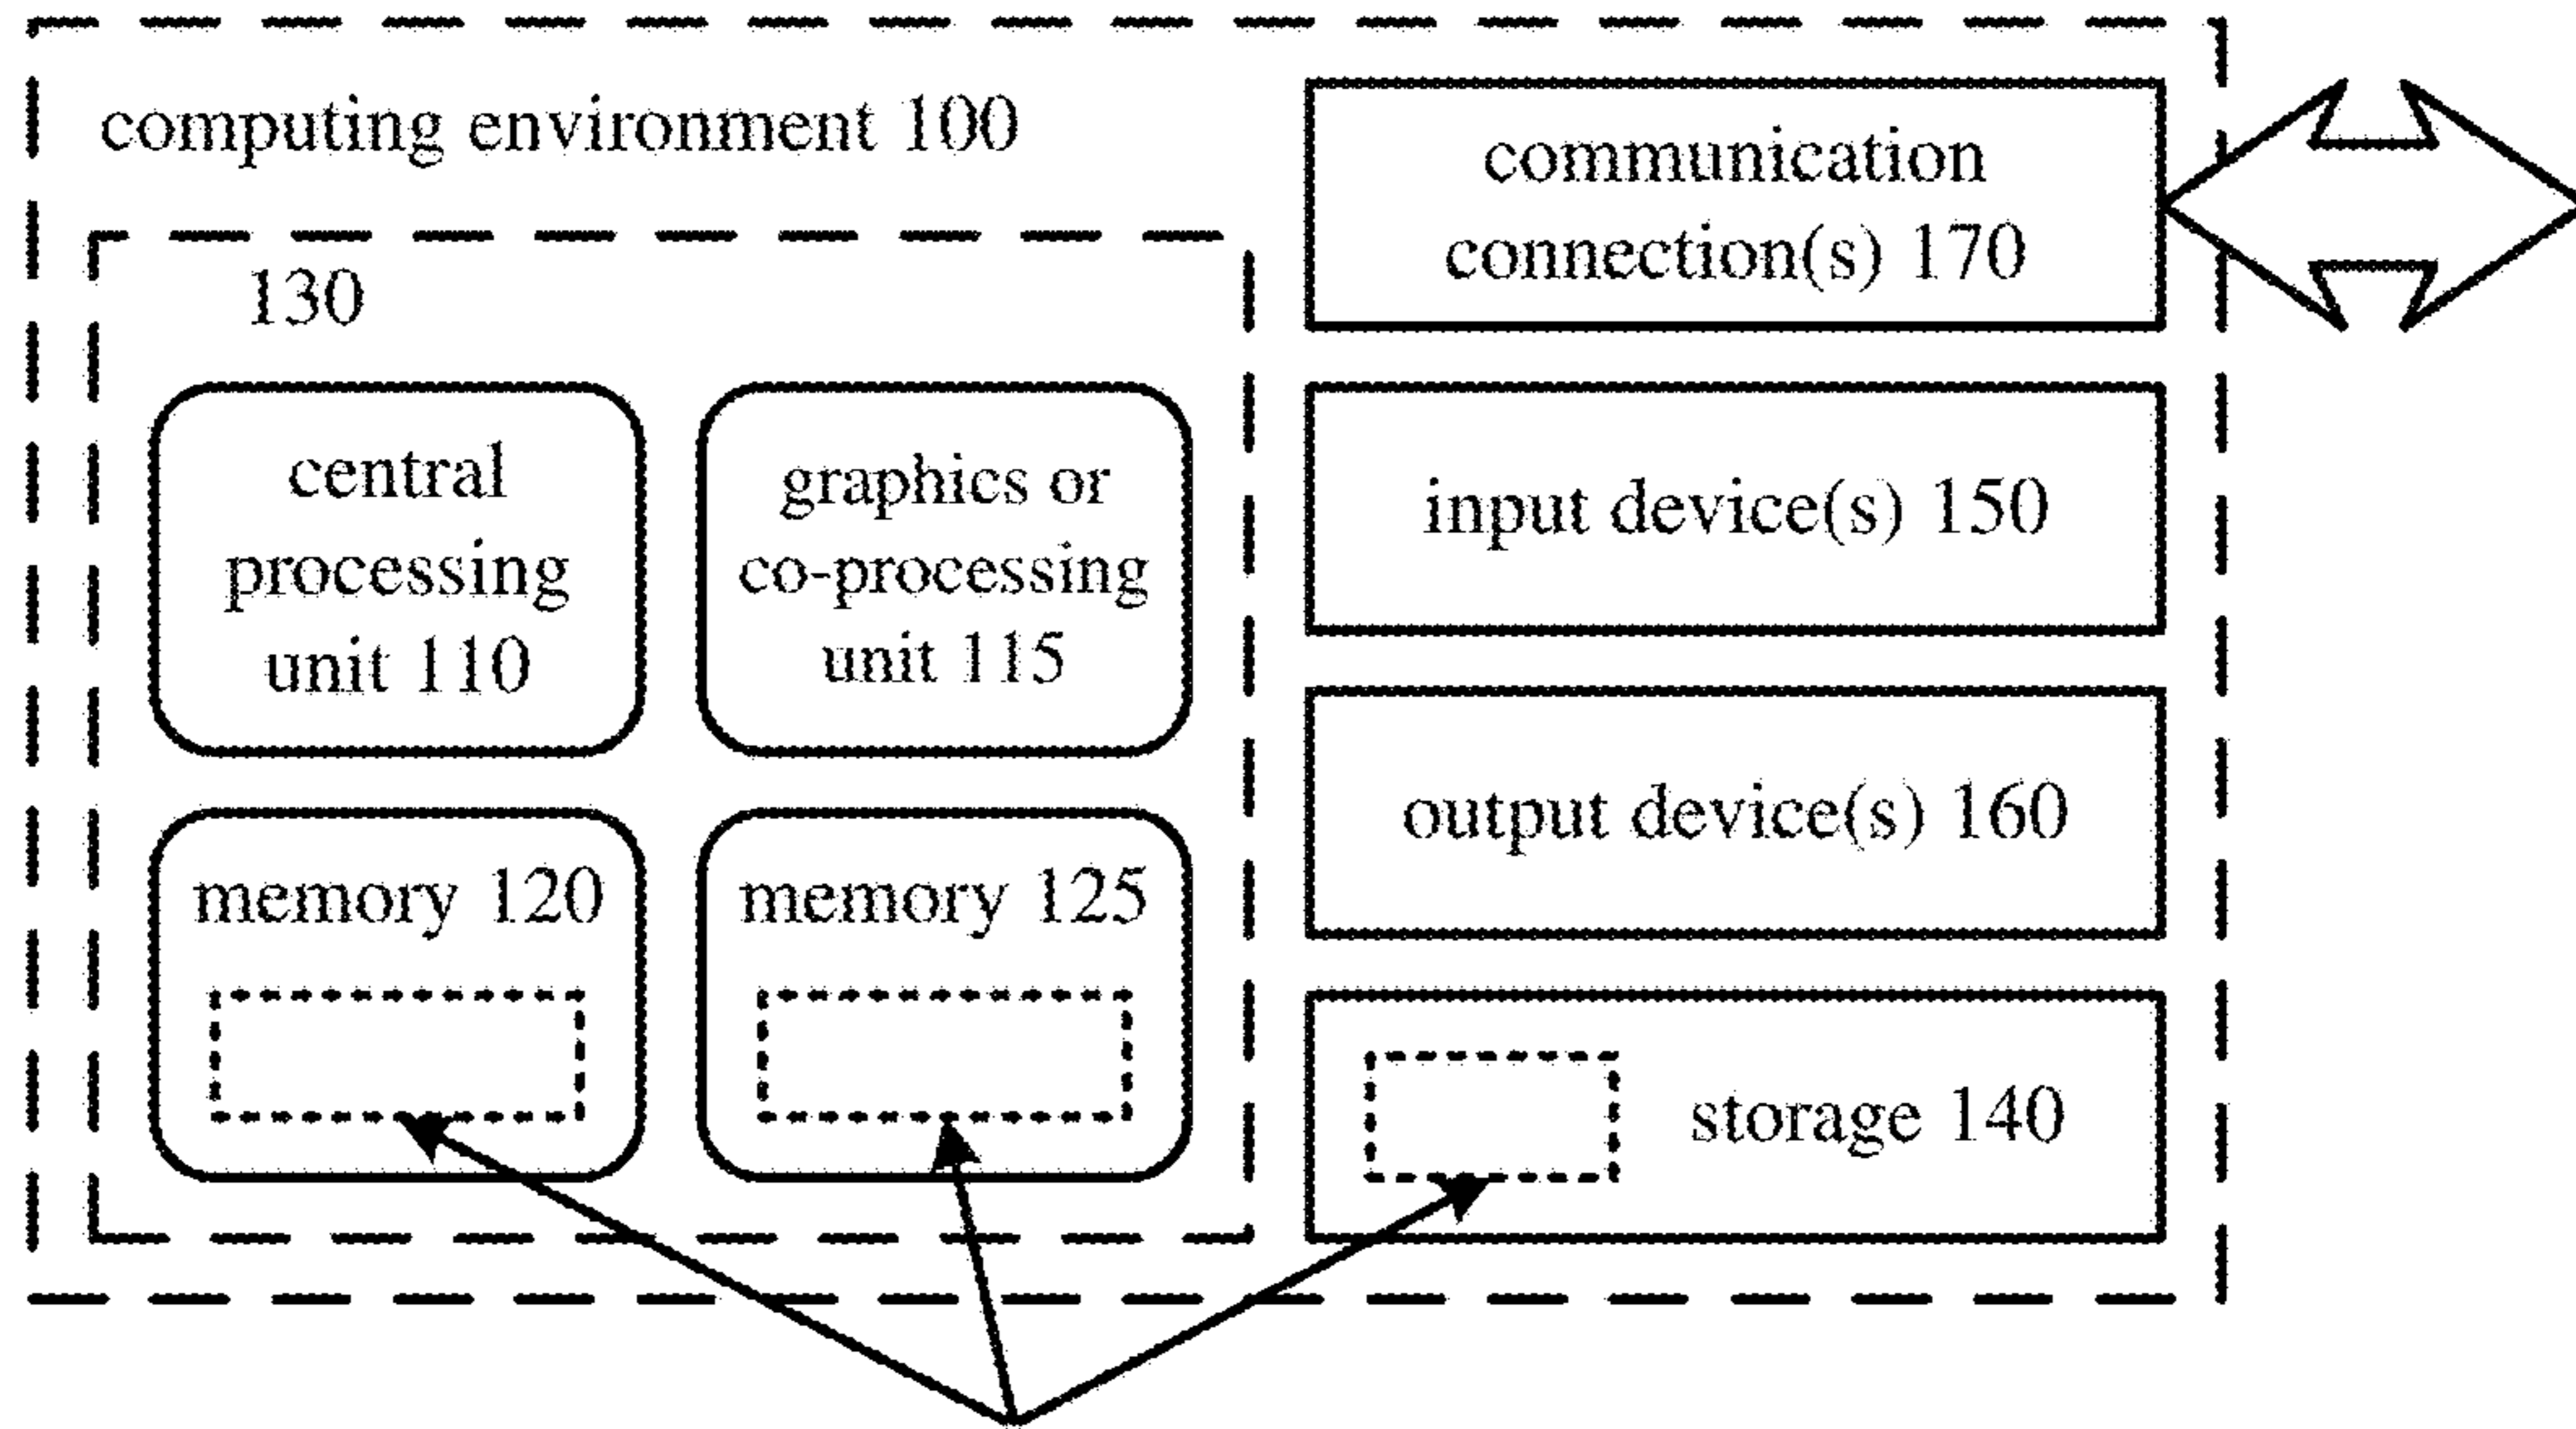 computing environment 100
communication
connection(s) 170
130
central
processing
unit 110
graphics or
co-processing
unit 115
input device(s) 150
output device(s) 160
memory 120
memory 125
storage 140